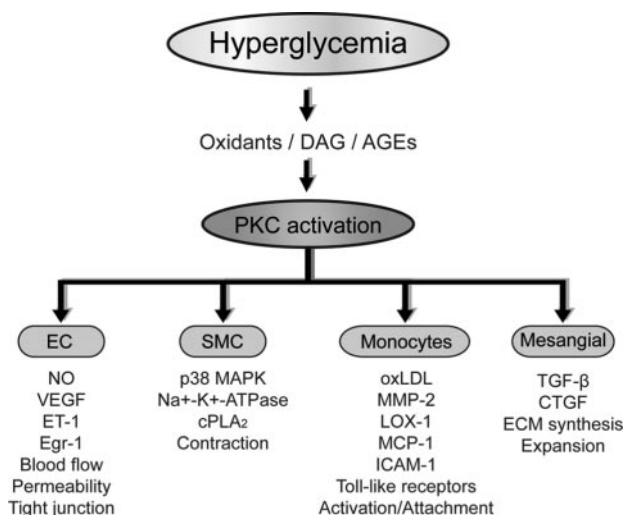 Hyperglycemia
Oxidants / DAG / AGEs
PKC activation
EC
NO
VEGF
ET-1
Egr-1
Blood flow
Permeability
Tight junction
SMC
p38 MAPK
Na+-K+-ATPase
cPLA₂
Contraction
Monocytes
oxLDL
MMP-2
LOX-1
MCP-1
ICAM-1
Toll-like receptors
Activation/Attachment
Mesangial
TGF-β
CTGF
ECM synthesis
Expansion